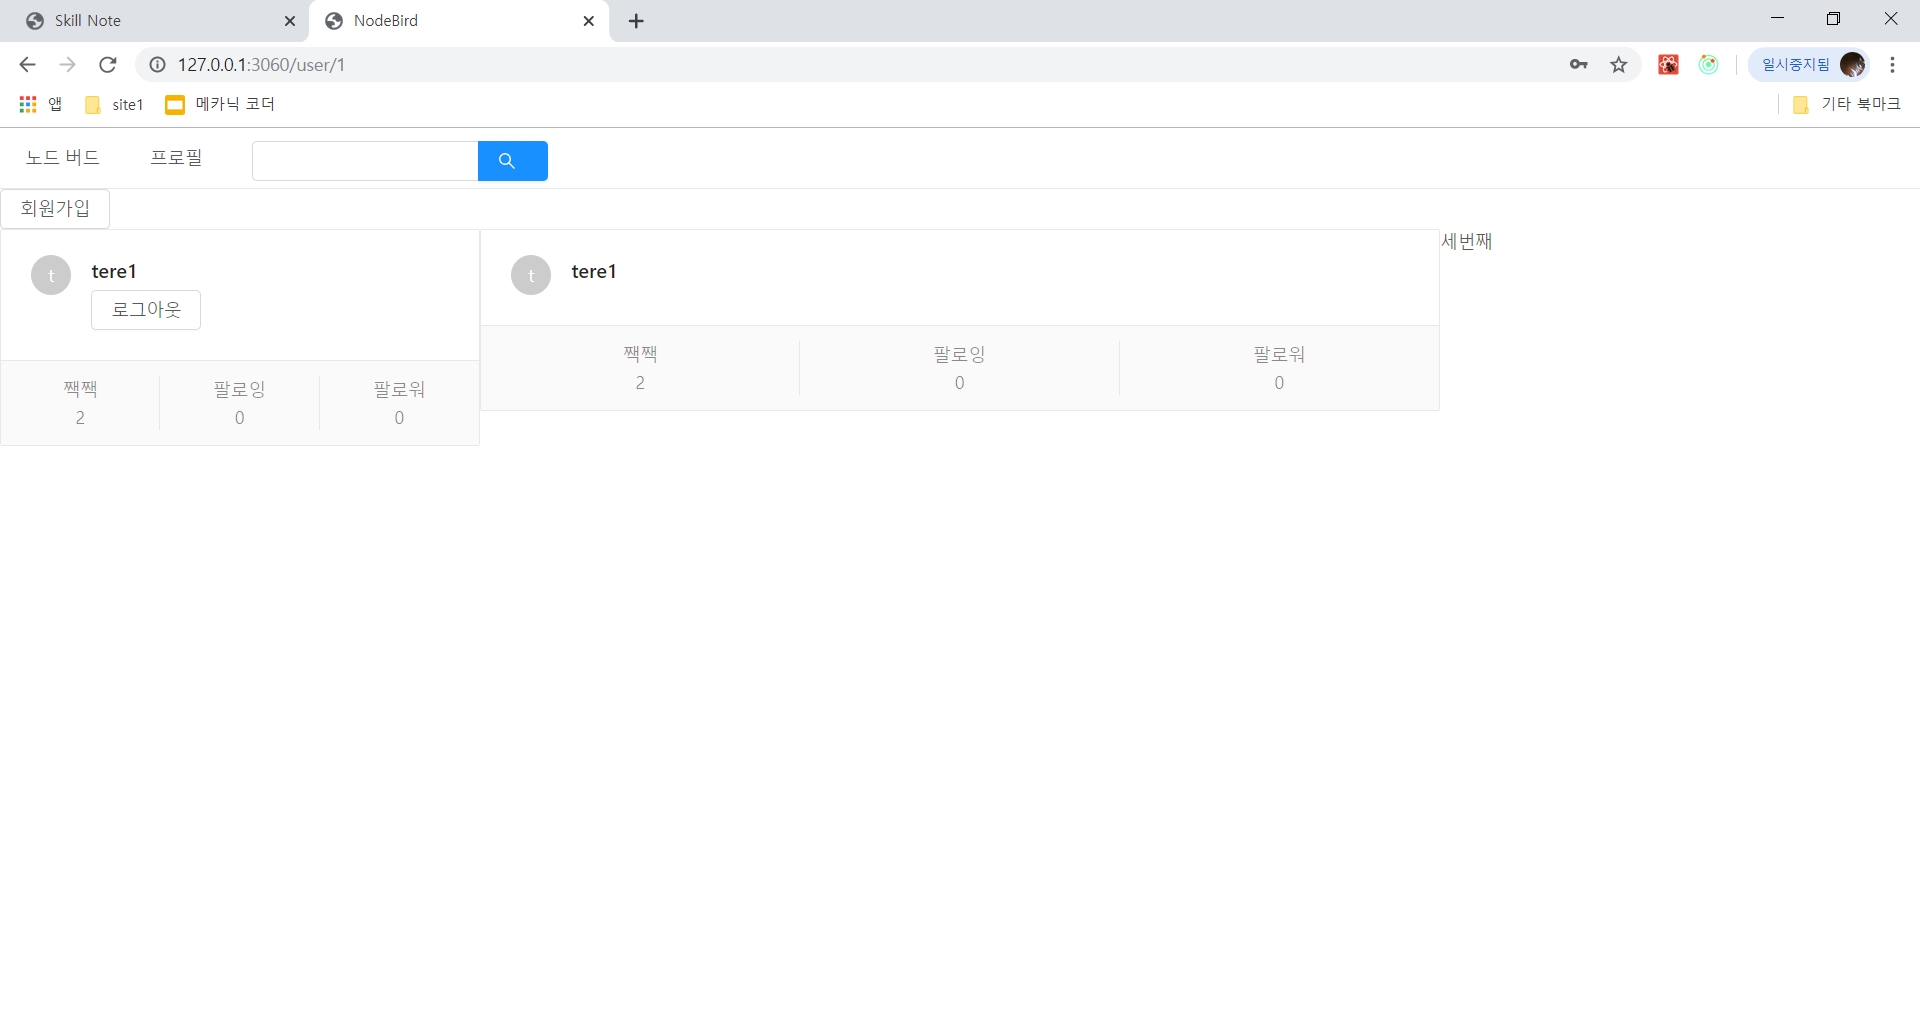 Skill Note
NodeBird
127.0.0.1:3060/user/1
일시중지됨
앱
site1
메카닉 코더
기타 북마크
노드 버드
프로필
회원가입
t
tere1
로그아웃
짹짹
2
팔로잉
0
팔로워
0
t
tere1
짹짹
2
팔로잉
0
팔로워
0
세번째